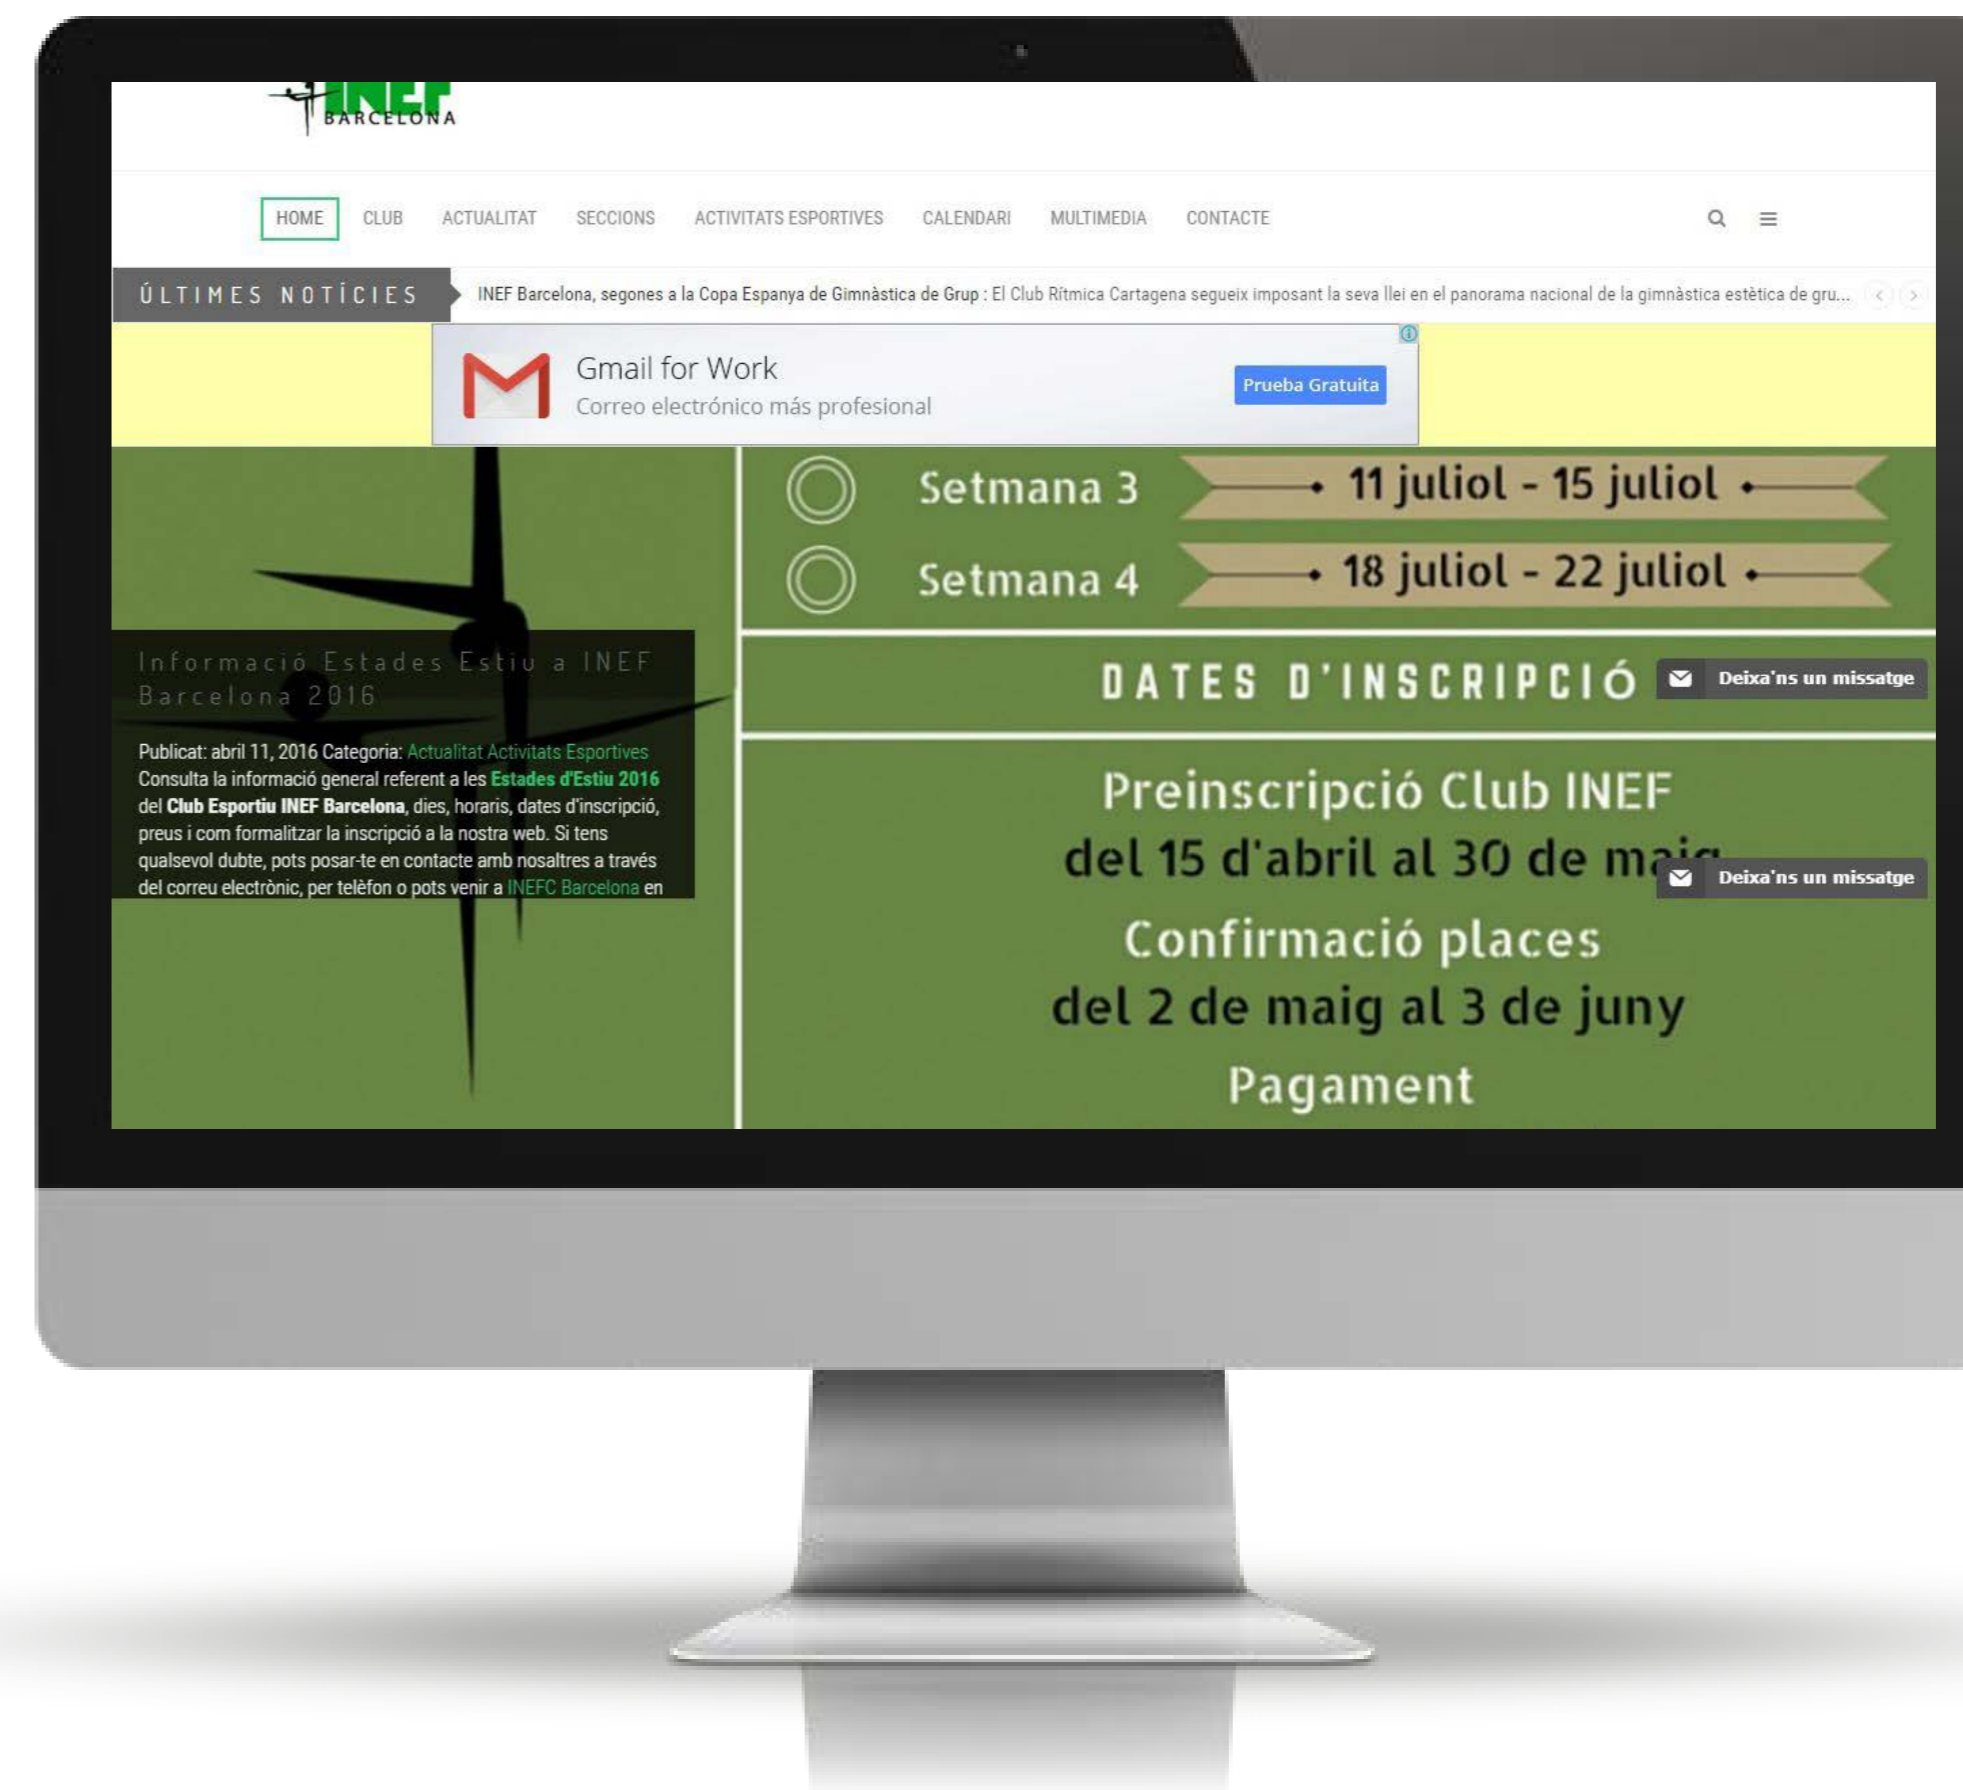 INEF
BARCELONA
HOME CLUB ACTUALITAT SECCIONS ACTIVITATS ESPORTIVES CALENDARI MULTIMEDIA CONTACTE
ÚLTIMES NOTÍCIES
INEF Barcelona, segones a la Copa Espanya de Gimnàstica de Grup : El Club Rítmica Cartagena segueix imposant la seva llei en el panorama nacional de la gimnàstica estètica de gru...
Gmail for Work
Correo electrónico más profesional
Prueba Gratuita
Setmana 3 11 juliol - 15 juliol
Setmana 4 18 juliol - 22 juliol
Informació Estades Estiu a INEF
Barcelona 2016
Publicat: abril 11, 2016 Categoria: Actualitat Activitats Esportives
Consulta la informació general referent a les Estades d'Estiu 2016
del Club Esportiu INEF Barcelona, dies, horaris, dates d'inscripció,
preus i com formalitzar la inscripció a la nostra web. Si tens
qualsevol dubte, pots posar-te en contacte amb nosaltres a través
del correu electrònic, per telèfon o pots venir a INEFC Barcelona en
DATES D'INSCRIPCIÓ
Deixa'ns un missatge
Preinscripció Club INEF
del 15 d'abril al 30 de maig
Deixa'ns un missatge
Confirmació places
del 2 de maig al 3 de juny
Pagament